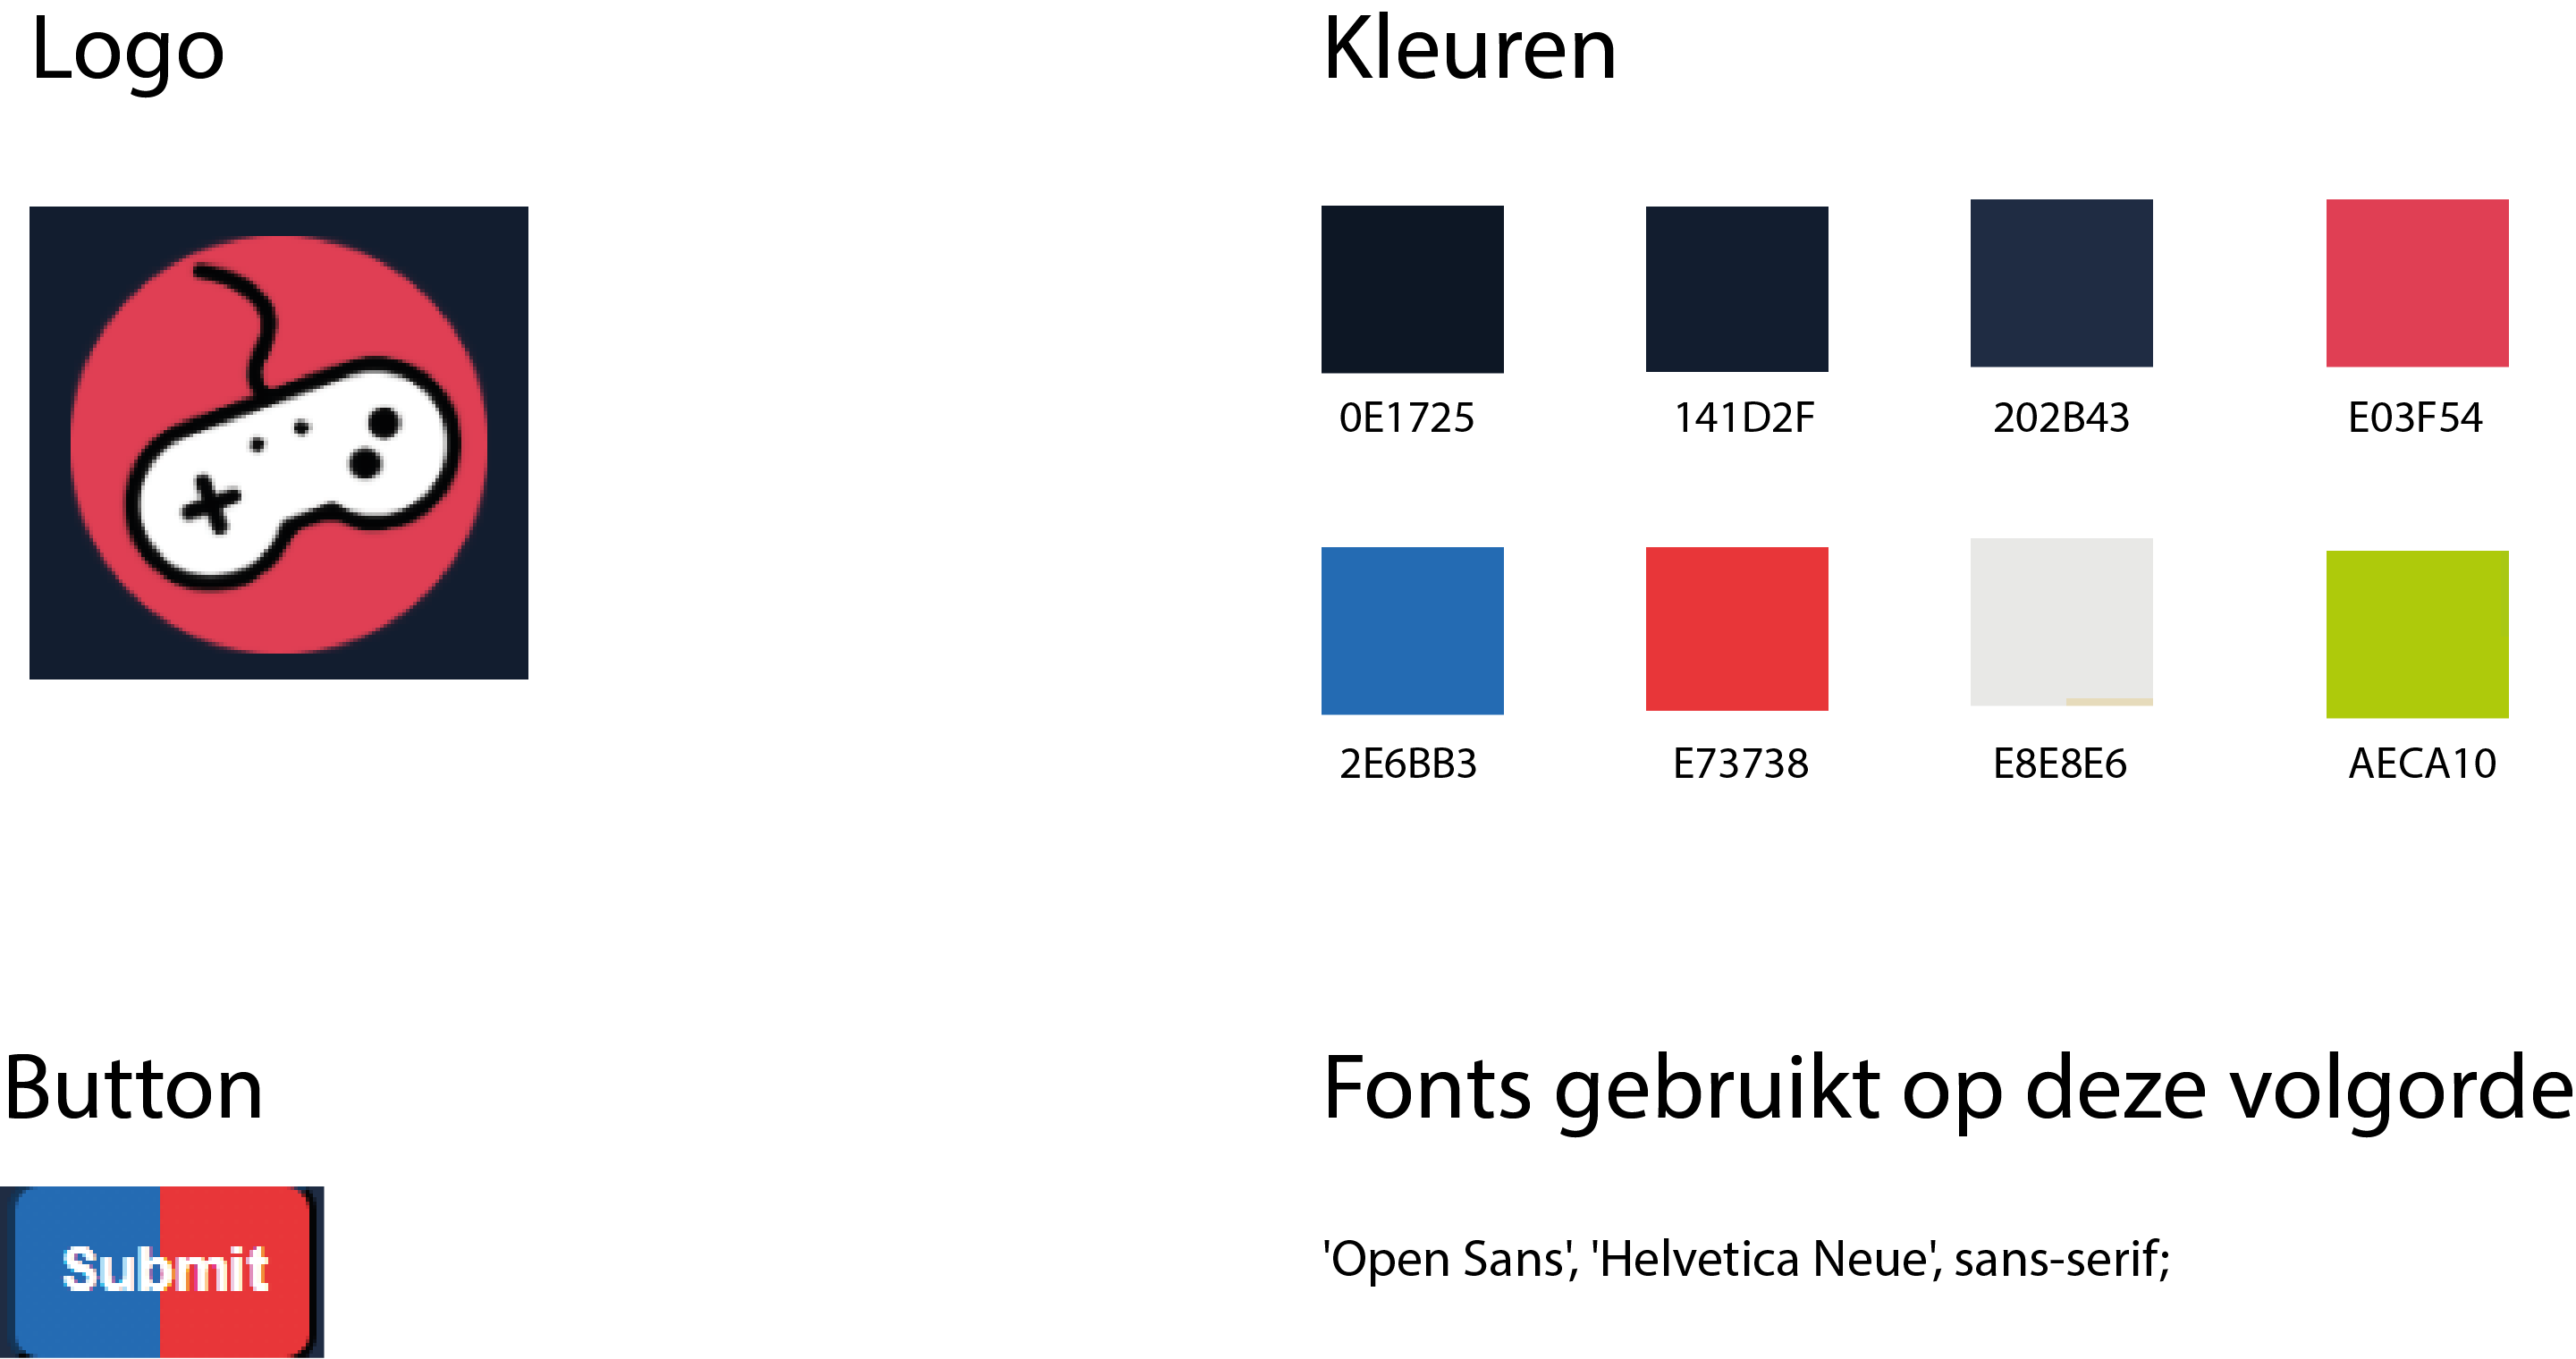 Logo
Kleuren
0E1725
141D2F
202B43
E03F54
2E6BB3
E73738
E8E8E6
AECA10
Button
Submit
Fonts gebruikt op deze volgorde
'Open Sans', 'Helvetica Neue', sans-serif;